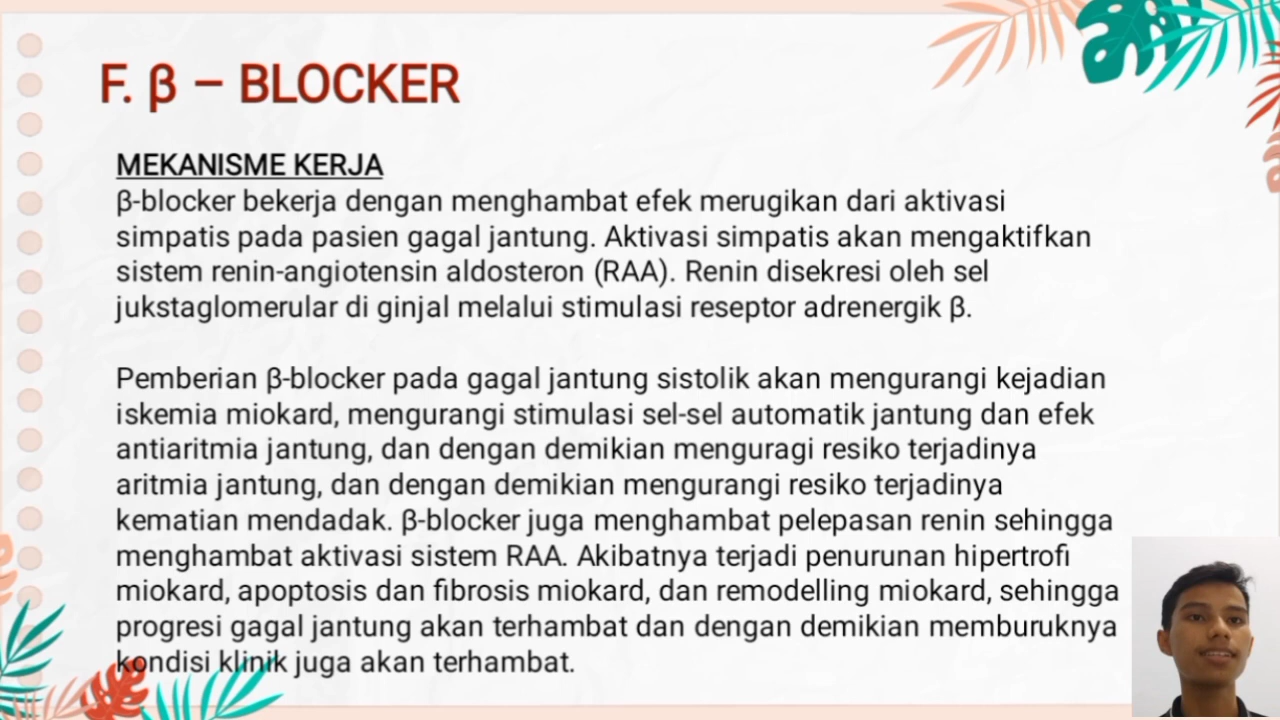 F. β – BLOCKER
MEKANISME KERJA
β-blocker bekerja dengan menghambat efek merugikan dari aktivasi
simpatis pada pasien gagal jantung. Aktivasi simpatis akan mengaktifkan
sistem renin-angiotensin aldosteron (RAA). Renin disekresi oleh sel
jukstaglomerular di ginjal melalui stimulasi reseptor adrenergik β.
Pemberian β-blocker pada gagal jantung sistolik akan mengurangi kejadian
iskemia miokard, mengurangi stimulasi sel-sel automatik jantung dan efek
antiaritmia jantung, dan dengan demikian menguragi resiko terjadinya
aritmia jantung, dan dengan demikian mengurangi resiko terjadinya
kematian mendadak. β-blocker juga menghambat pelepasan renin sehingga
menghambat aktivasi sistem RAA. Akibatnya terjadi penurunan hipertrofi
miokard, apoptosis dan fibrosis miokard, dan remodelling miokard, sehingga
progresi gagal jantung akan terhambat dan dengan demikian memburuknya
kondisi klinik juga akan terhambat.